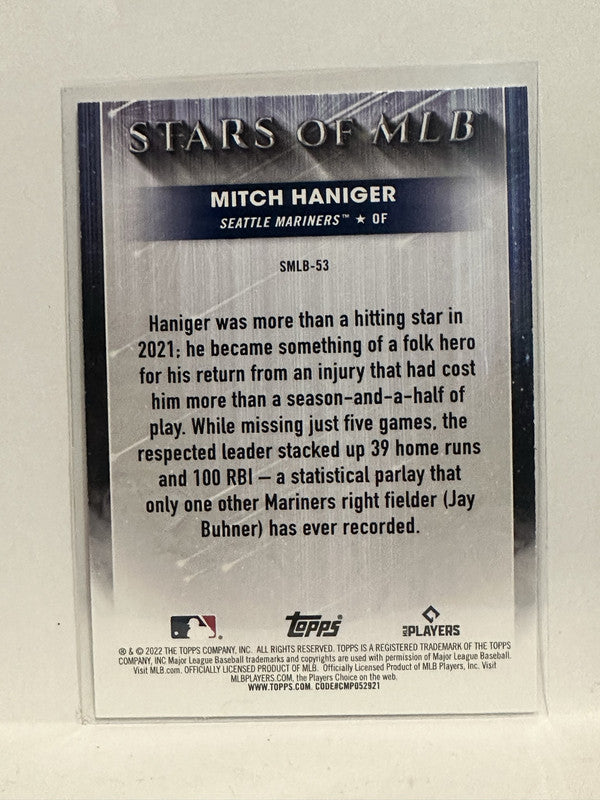 STARS OF MLB
MITCH HANIGER
SEATTLE MARINERS™ ★ OF
SMLB-53
Haniger was more than a hitting star in
2021; he became something of a folk hero
for his return from an injury that had cost
him more than a season-and-a-half of
play. While missing just five games, the
respected leader stacked up 39 home runs
and 100 RBI – a statistical parlay that
only one other Mariners right fielder (Jay
Buhner) has ever recorded.
Topps®
MLB PLAYERS
® & © 2022 THE TOPPS COMPANY, INC. ALL RIGHTS RESERVED. TOPPS IS A REGISTERED TRADEMARK OF THE TOPPS
COMPANY, INC Major League Baseball trademarks and copyrights are used with permission of Major League Baseball.
Visit MLB.com. OFFICIALLY LICENSED PRODUCT OF MLB. Officially Licensed Product of MLB Players, Inc. Visit
MLBPLAYERS.COM, the Players Choice on the web.
WWW.TOPPS.COM. CODE#CMP052921